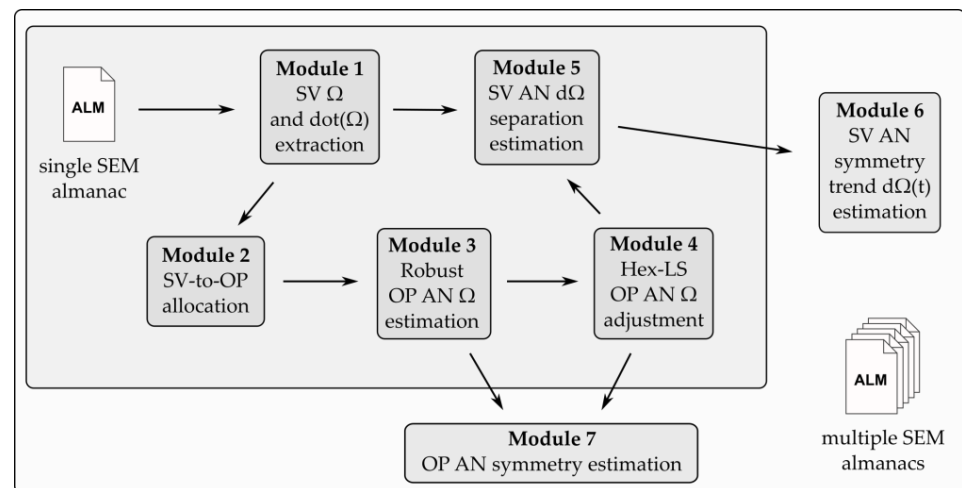 ALM
single SEM
almanac
Module 1
SV Ω
and dot(Ω)
extraction
Module 5
SV AN dΩ
separation
estimation
Module 6
SV AN
symmetry
trend dΩ(t)
estimation
Module 2
SV-to-OP
allocation
Module 3
Robust
OP AN Ω
estimation
Module 4
Hex-LS
OP AN Ω
adjustment
Module 7
OP AN symmetry estimation
ALM
multiple SEM
almanacs